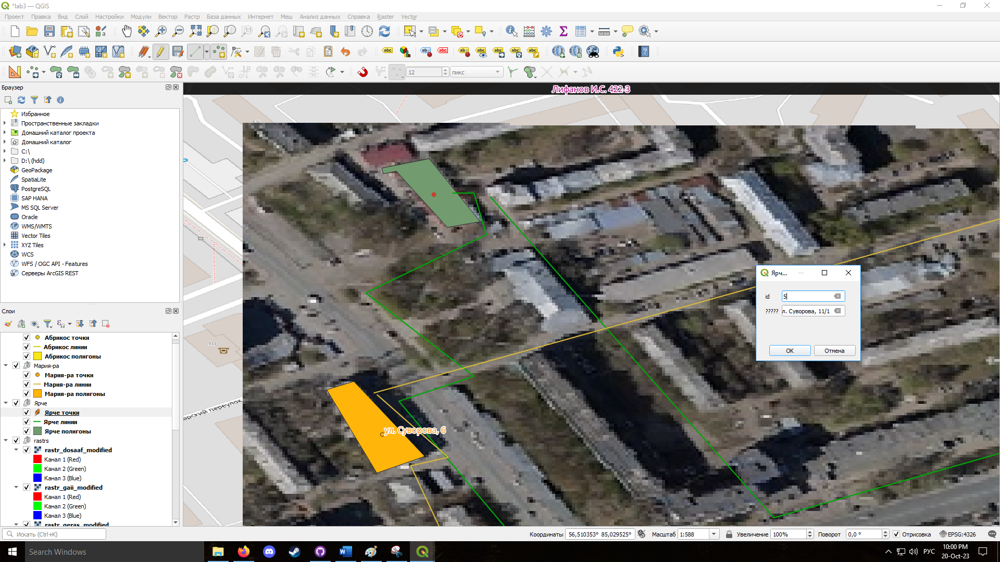 *lab3 — QGIS
Проект Правка Вид Слой Настройки Модули Вектор Растр База данных Интернет Меш Анализ данных Справка Raster Vector
12 пикс
Браузер
Избранное
Пространственные закладки
Домашний каталог проекта
Домашний каталог
C:\
D:\ (hdd)
GeoPackage
SpatiaLite
PostgreSQL
SAP HANA
MS SQL Server
Oracle
WMS/WMTS
Vector Tiles
XYZ Tiles
WCS
WFS / OGC API - Features
Серверы ArcGIS REST
Слои
Абрикос точки
Абрикос линии
Абрикос полигоны
Мария-ра
Мария-ра точки
Мария-ра линии
Мария-ра полигоны
Ярче
Ярче точки
Ярче линии
Ярче полигоны
rastrs
rastr_dosaaf_modified
Канал 1 (Red)
Канал 2 (Green)
Канал 3 (Blue)
rastr_gaii_modified
Канал 1 (Red)
Канал 2 (Green)
Канал 3 (Blue)
rastr_geras_modified
Лифанов И.С. 422-3
15
10
арский переулок
ул. Суворова, 6
Ярч...
id 5
????? л. Суворова, 11/1
OK Отмена
Искать (Ctrl+K)
Координаты 56,510353° 85,029525° Масштаб 1:588 Увеличение 100% Поворот 0,0 ° Отрисовка EPSG:4326
Search Windows
РУС
10:00 PM
20-Oct-23